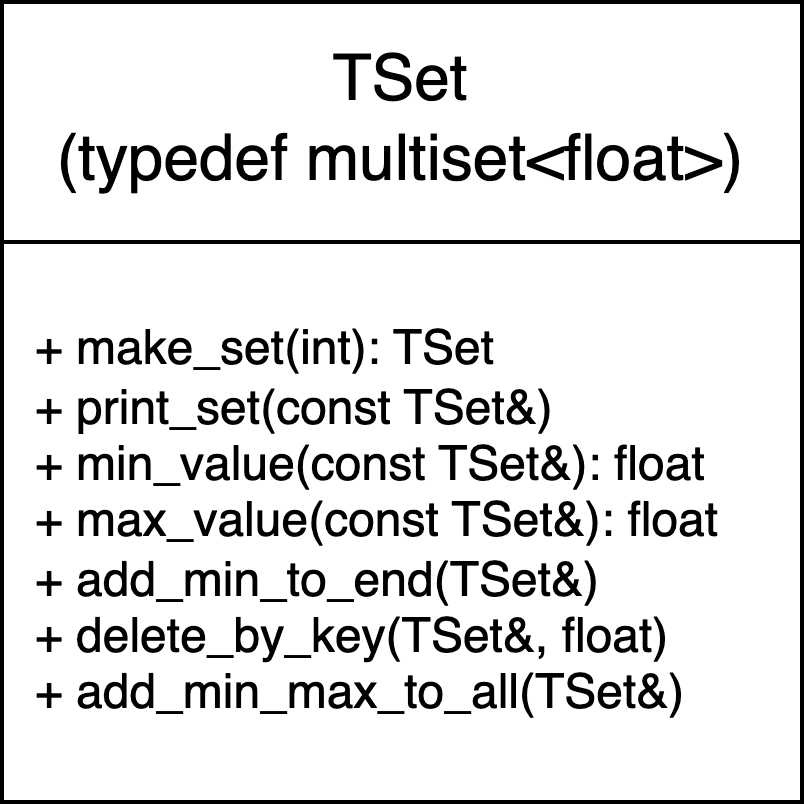 TSet
(typedef multiset<float>)
+ make_set(int): TSet
+ print_set(const TSet&)
+ min_value(const TSet&): float
+ max_value(const TSet&): float
+ add_min_to_end(TSet&)
+ delete_by_key(TSet&, float)
+ add_min_max_to_all(TSet&)